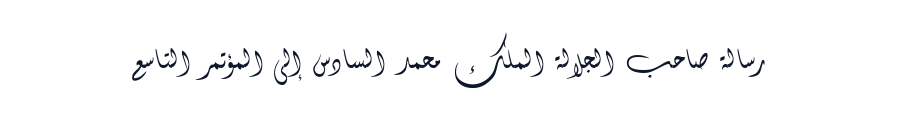 رسالة صاحب الجلالة الملك محمد السادس إلى المؤتمر التاسع